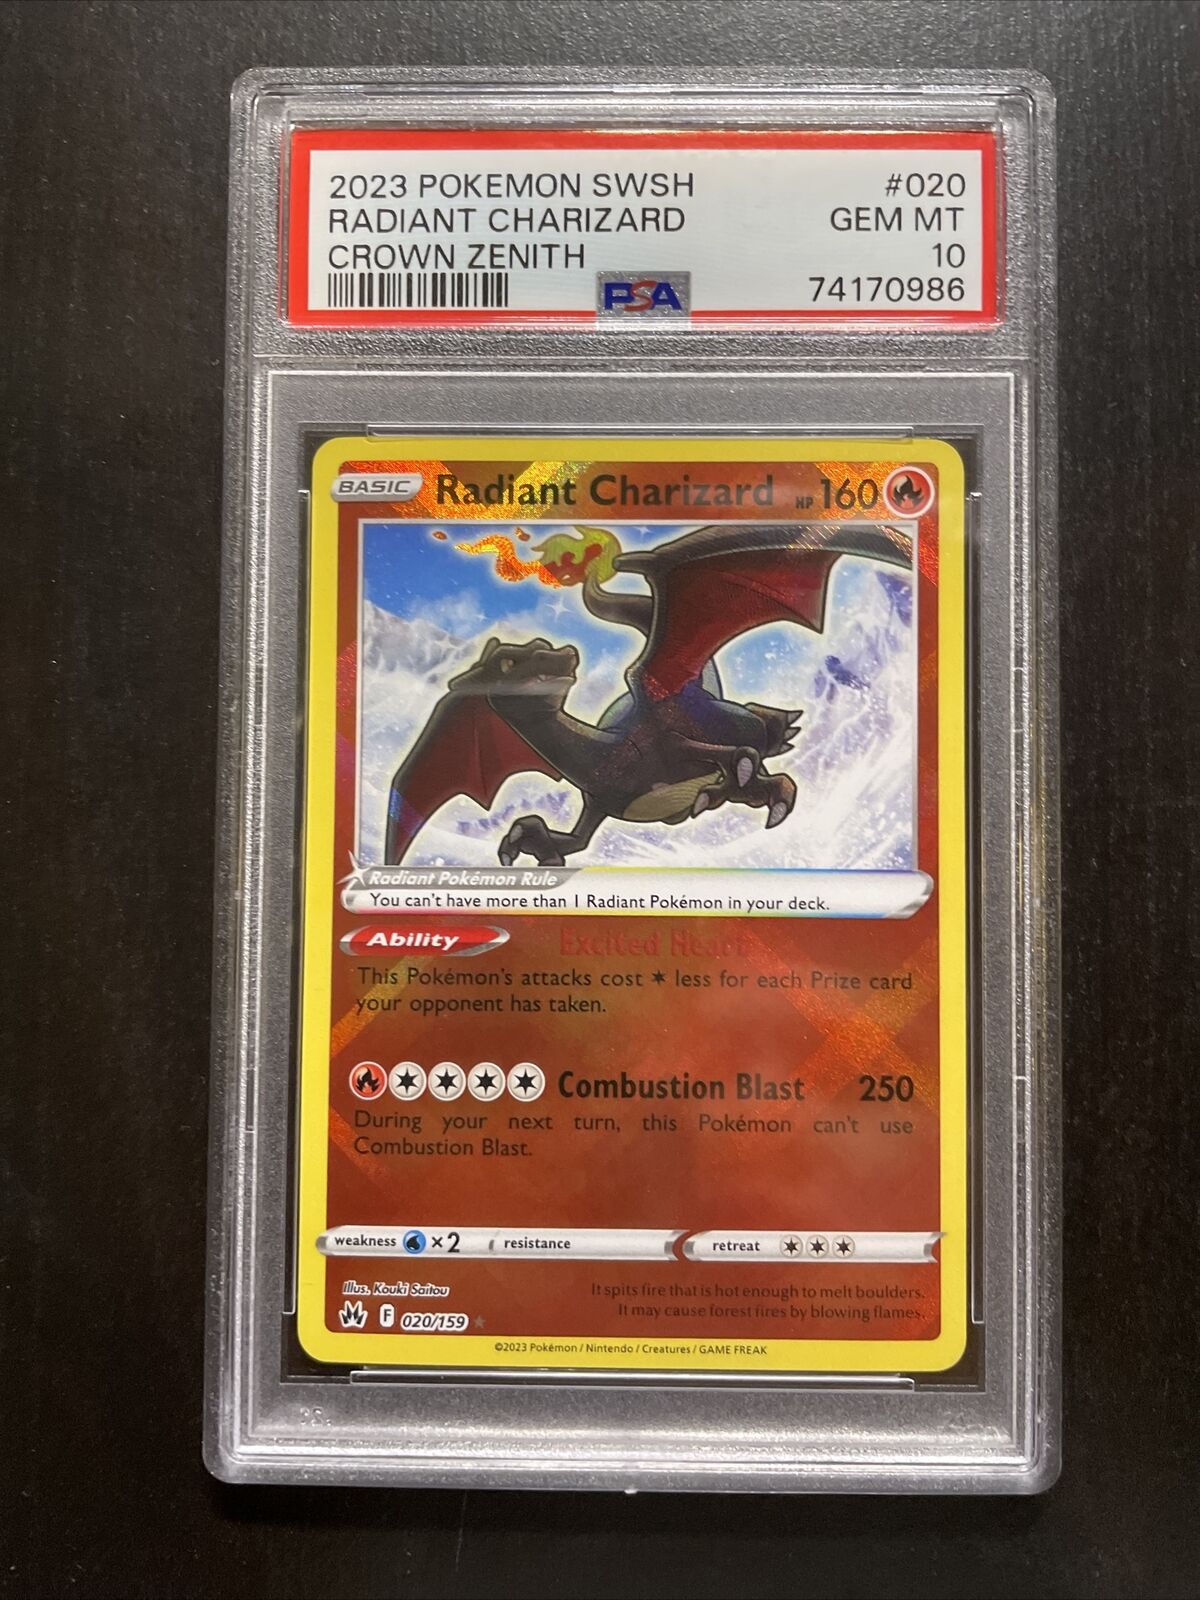 2023 POKEMON SWSH #020
RADIANT CHARIZARD GEM MT
CROWN ZENITH 10
PSA 74170986
BASIC Radiant Charizard HP 160
Radiant Pokémon Rule
You can't have more than 1 Radiant Pokémon in your deck.
Ability Excited Heart
This Pokémon's attacks cost less for each Prize card
your opponent has taken.
Combustion Blast 250
During your next turn, this Pokémon can't use
Combustion Blast.
weakness ×2 resistance retreat
Illus. Kouki Saitou
It spits fire that is hot enough to melt boulders.
It may cause forest fires by blowing flames.
F 020/159 ★
©2023 Pokémon / Nintendo / Creatures / GAME FREAK